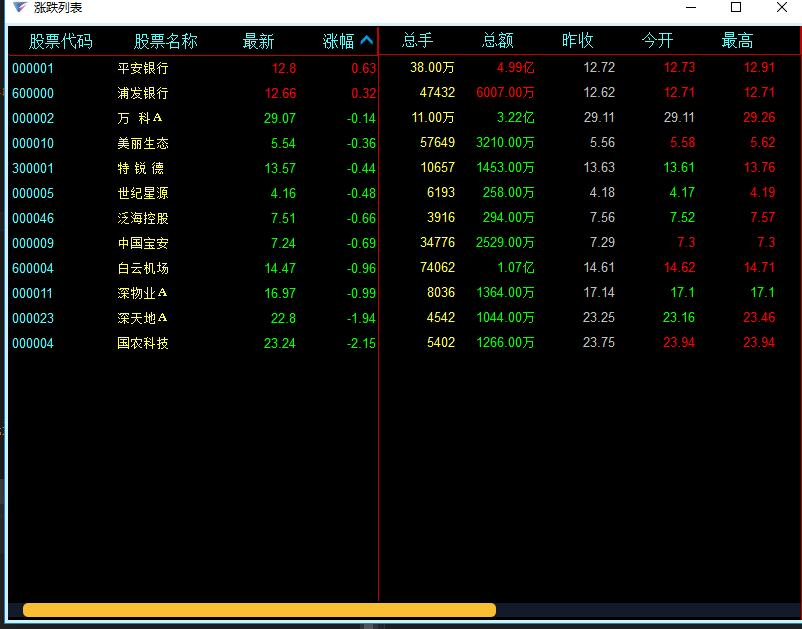 涨跌列表
股票代码 股票名称 最新 涨幅 总手 总额 昨收 今开 最高
000001 平安银行 12.8 0.63 38.00万 4.99亿 12.72 12.73 12.91
600000 浦发银行 12.66 0.32 47432 6007.00万 12.62 12.71 12.71
000002 万 科A 29.07 -0.14 11.00万 3.22亿 29.11 29.11 29.26
000010 美丽生态 5.54 -0.36 57649 3210.00万 5.56 5.58 5.62
300001 特 锐 德 13.57 -0.44 10657 1453.00万 13.63 13.61 13.76
000005 世纪星源 4.16 -0.48 6193 258.00万 4.18 4.17 4.19
000046 泛海控股 7.51 -0.66 3916 294.00万 7.56 7.52 7.57
000009 中国宝安 7.24 -0.69 34776 2529.00万 7.29 7.3 7.3
600004 白云机场 14.47 -0.96 74062 1.07亿 14.61 14.62 14.71
000011 深物业A 16.97 -0.99 8036 1364.00万 17.14 17.1 17.1
000023 深天地A 22.8 -1.94 4542 1044.00万 23.25 23.16 23.46
000004 国农科技 23.24 -2.15 5402 1266.00万 23.75 23.94 23.94